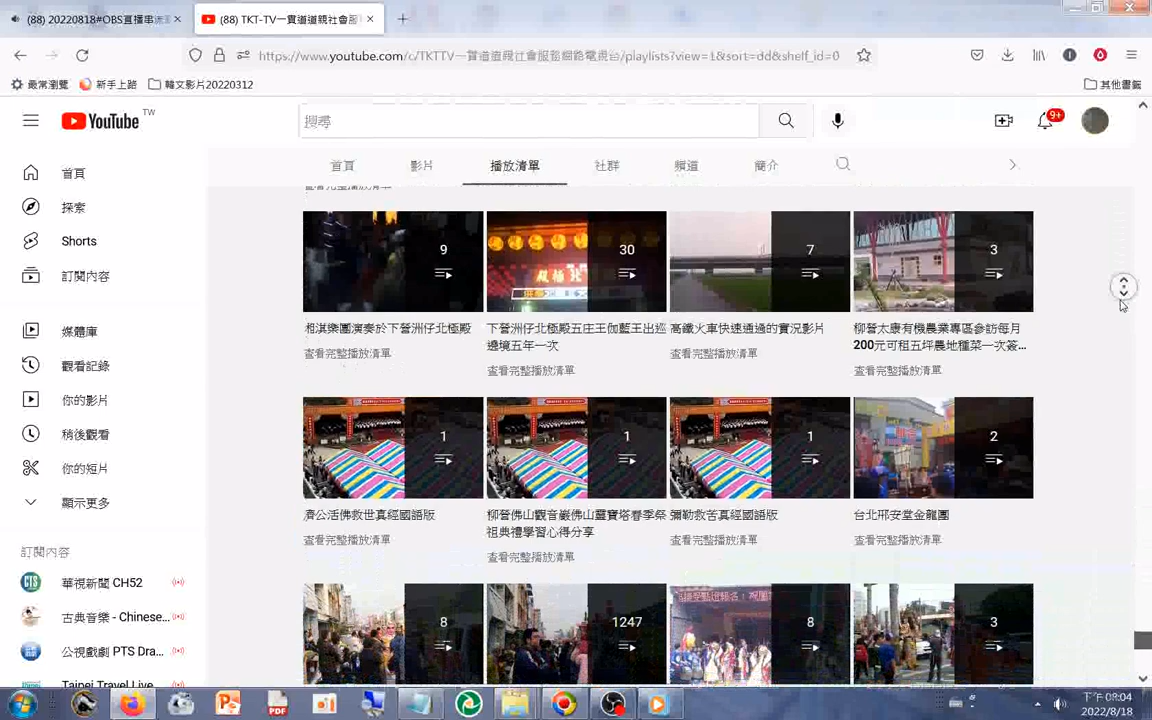 (88) 20220818#OBS直播串流
(88) TKT-TV一貫道道親社會服
https://www.youtube.com/c/TKTTV一貫道道親社會服務網路電視台/playlists?view=1&sort=dd&shelf_id=0
最常瀏覽
新手上路
韓文影片20220312
其他書籤
YouTube TW
搜尋
9+
首頁
影片
播放清單
社群
頻道
簡介
首頁
探索
Shorts
訂閱內容
媒體庫
觀看記錄
你的影片
稍後觀看
你的短片
顯示更多
訂閱內容
華視新聞 CH52
古典音樂 - Chinese...
公視戲劇 PTS Dra...
Taipei Travel Live
查看完整播放清單
9
30
7
3
相淇樂團演奏於下營洲仔北極殿
查看完整播放清單
下營洲仔北極殿五庄王伽藍王出巡
遶境五年一次
查看完整播放清單
高鐵火車快速通過的實況影片
查看完整播放清單
柳營太康有機農業專區參訪每月
200元可租五坪農地種菜一次簽...
查看完整播放清單
1
1
1
2
濟公活佛救世真經國語版
查看完整播放清單
柳營佛山觀音巖佛山靈寶塔春季祭
祖典禮學習心得分享
查看完整播放清單
彌勒救苦真經國語版
查看完整播放清單
台北邢安堂金龍團
查看完整播放清單
8
1247
8
3
下午 08:04
2022/8/18